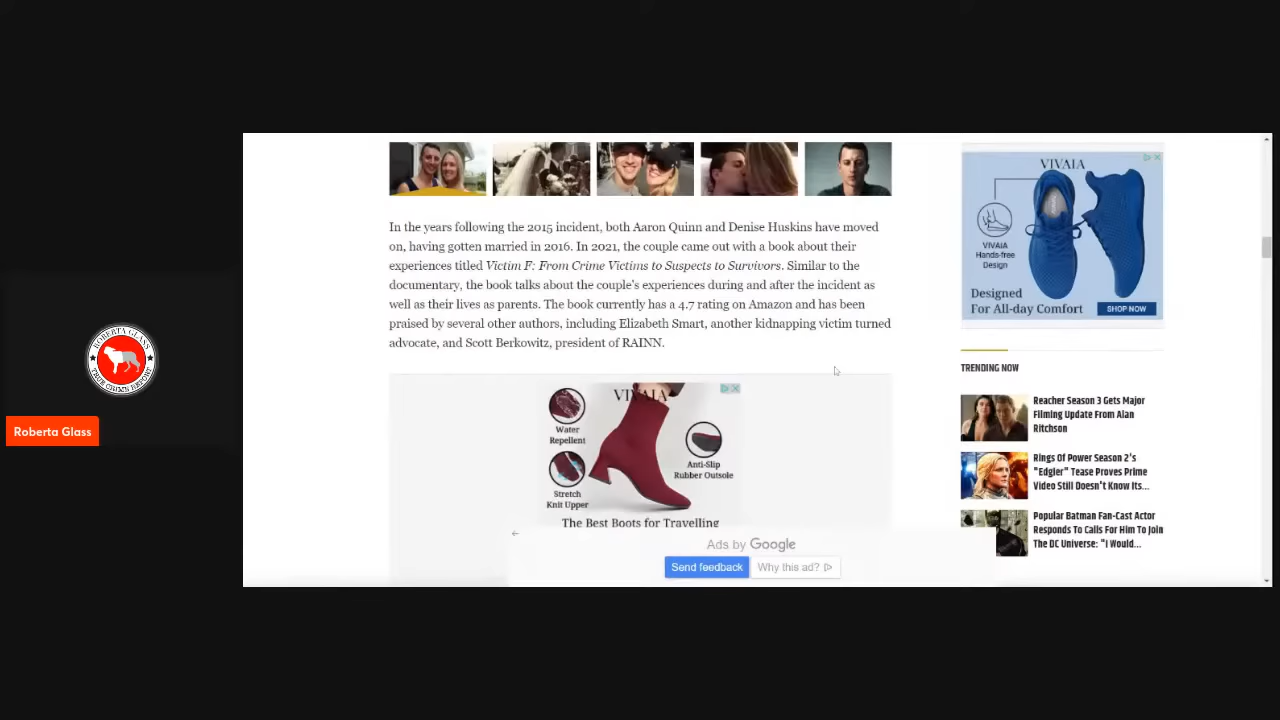 ROBERTA GLASS
TRUE CRIME REPORT
Roberta Glass
In the years following the 2015 incident, both Aaron Quinn and Denise Huskins have moved
on, having gotten married in 2016. In 2021, the couple came out with a book about their
experiences titled Victim F: From Crime Victims to Suspects to Survivors. Similar to the
documentary, the book talks about the couple's experiences during and after the incident as
well as their lives as parents. The book currently has a 4.7 rating on Amazon and has been
praised by several other authors, including Elizabeth Smart, another kidnapping victim turned
advocate, and Scott Berkowitz, president of RAINN.
VIVAIA
Water
Repellent
Anti-Slip
Rubber Outsole
Stretch
Knit Upper
The Best Boots for Travelling
Ads by Google
Send feedback
Why this ad?
VIVAIA
VIVAIA
Hands-free
Design
Designed
For All-day Comfort
SHOP NOW
TRENDING NOW
Reacher Season 3 Gets Major
Filming Update From Alan
Ritchson
Rings Of Power Season 2's
"Edgier" Tease Proves Prime
Video Still Doesn't Know Its...
Popular Batman Fan-Cast Actor
Responds To Calls For Him To Join
The DC Universe: "I Would...